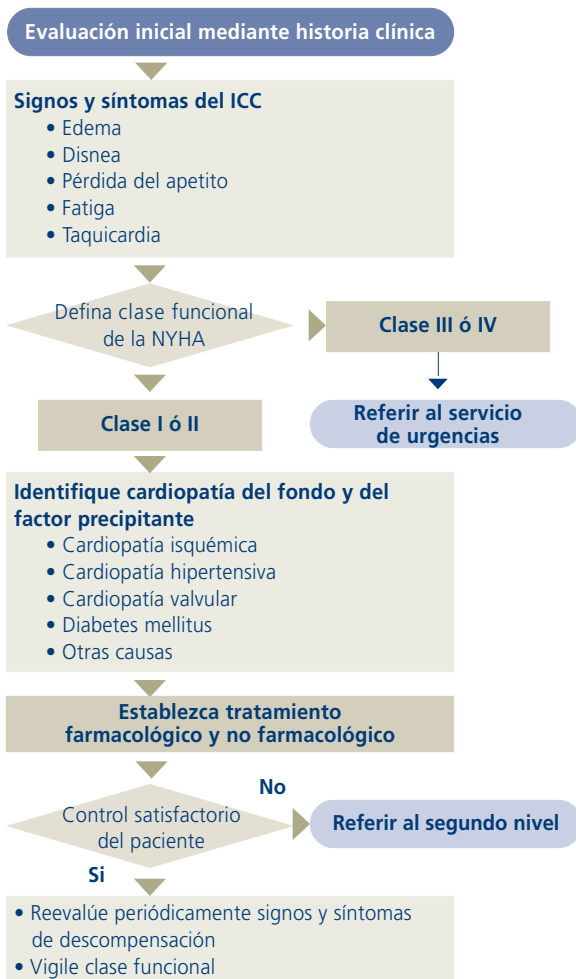 Evaluación inicial mediante historia clínica
Signos y síntomas del ICC
• Edema
• Disnea
• Pérdida del apetito
• Fatiga
• Taquicardia
Defina clase funcional
de la NYHA
Clase III ó IV
Referir al servicio
de urgencias
Clase I ó II
Identifique cardiopatía del fondo y del
factor precipitante
• Cardiopatía isquémica
• Cardiopatía hipertensiva
• Cardiopatía valvular
• Diabetes mellitus
• Otras causas
Establezca tratamiento
farmacológico y no farmacológico
Control satisfactorio
del paciente
No
Referir al segundo nivel
Si
• Reevalúe periódicamente signos y síntomas
de descompensación
• Vigile clase funcional